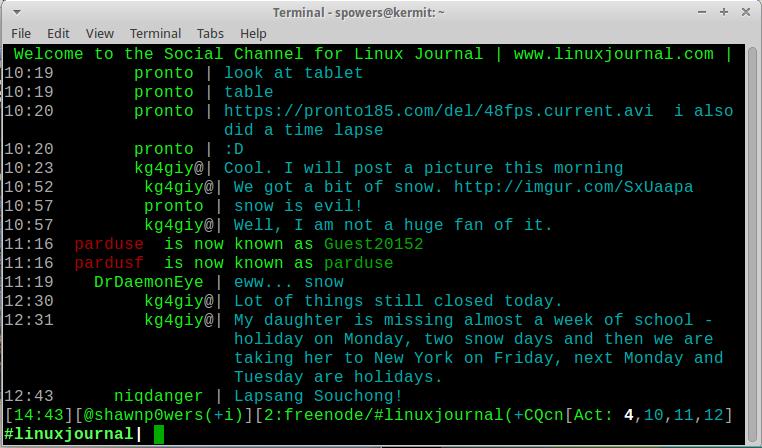 Terminal - spowers@kermit: ~
File Edit View Terminal Tabs Help
Welcome to the Social Channel for Linux Journal | www.linuxjournal.com |
10:19 pronto | look at tablet
10:19 pronto | table
10:20 pronto | https://pronto185.com/del/48fps.current.avi i also
did a time lapse
10:20 pronto | :D
10:23 kg4giy@| Cool. I will post a picture this morning
10:52 kg4giy@| We got a bit of snow. http://imgur.com/SxUaapa
10:57 pronto | snow is evil!
10:57 kg4giy@| Well, I am not a huge fan of it.
11:16 parduse is now known as Guest20152
11:16 pardusf is now known as parduse
11:19 DrDaemonEye | eww... snow
12:30 kg4giy@| Lot of things still closed today.
12:31 kg4giy@| My daughter is missing almost a week of school -
holiday on Monday, two snow days and then we are
taking her to New York on Friday, next Monday and
Tuesday are holidays.
12:43 niqdanger | Lapsang Souchong!
[14:43][@shawnp0wers(+i)][2:freenode/#linuxjournal(+CQcn[Act: 4,10,11,12]
#linuxjournal|